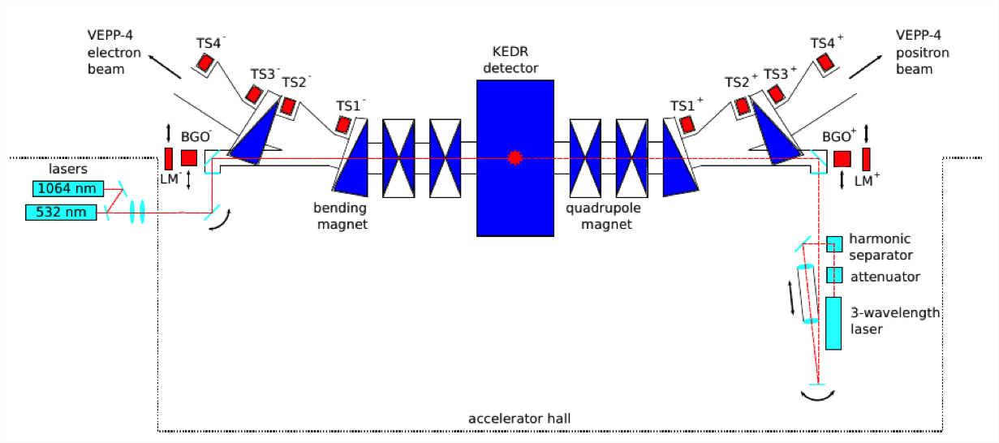 VEPP-4
electron
beam
TS4-
TS3-
TS2-
TS1-
KEDR
detector
TS1+
TS2+
TS3+
TS4+
VEPP-4
positron
beam
BGO-
LM-
BGO+
LM+
lasers
1064 nm
532 nm
bending
magnet
quadrupole
magnet
harmonic
separator
attenuator
3-wavelength
laser
accelerator hall